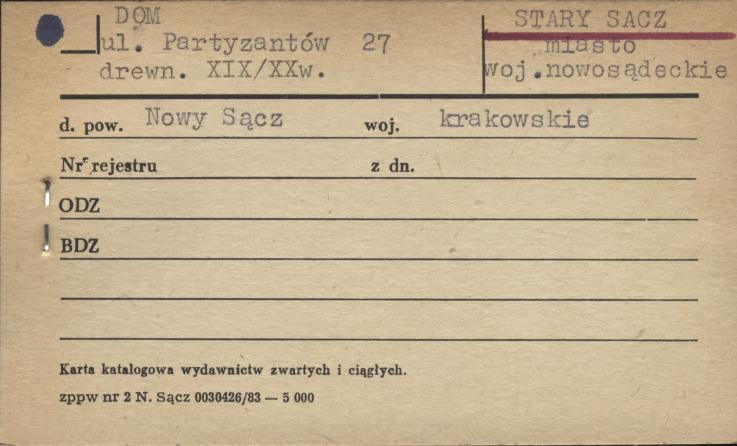 DOM
ul. Partyzantów 27
drewn. XIX/XXw.
STARY SACZ
miasto
woj.nowosądeckie
d. pow. Nowy Sącz woj. krakowskie
Nr rejestru z dn.
ODZ
BDZ
Karta katalogowa wydawnictw zwartych i ciągłych.
zppw nr 2 N. Sącz 0030426/83 — 5 000